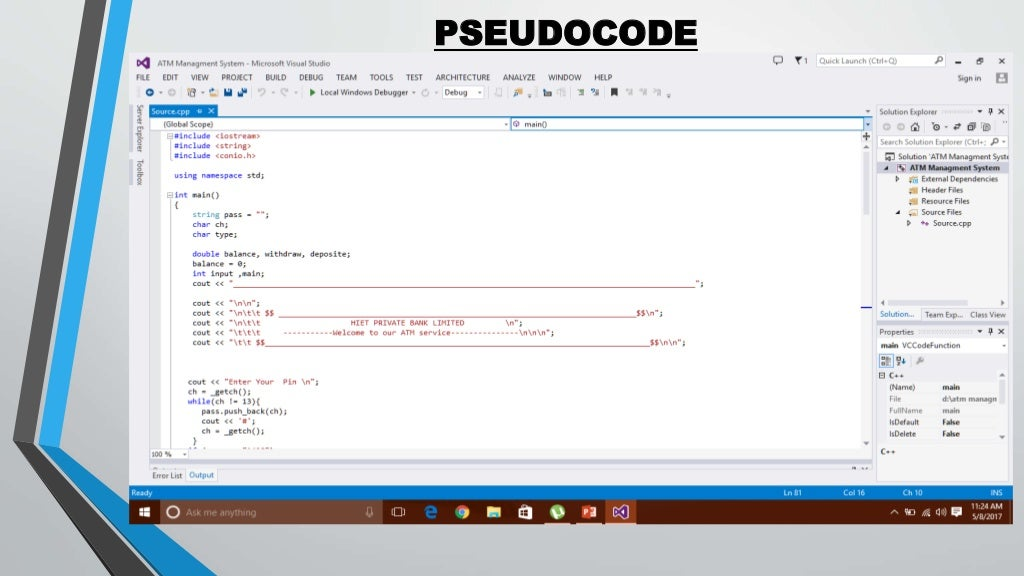 PSEUDOCODE
ATM Managment System - Microsoft Visual Studio
1
Quick Launch (Ctrl+Q)
FILE EDIT VIEW PROJECT BUILD DEBUG TEAM TOOLS TEST ARCHITECTURE ANALYZE WINDOW HELP
Sign in
Local Windows Debugger Debug
Server Explorer
Toolbox
Source.cpp
(Global Scope)
main()
#include <iostream>
#include <string>
#include <conio.h>
using namespace std;
int main()
{
string pass = "";
char ch;
char type;
double balance, withdraw, deposite;
balance = 0;
int input ,main;
cout << "____________________________________________________________";
cout << "\n\n";
cout << "\n\t\t $$ ______________________________________________$$\n";
cout << "\n\t\t HIET PRIVATE BANK LIMITED \n";
cout << "\t\t\t -----------Welcome to our ATM service---------------\n\n\n";
cout << "\t\t $$__________________________________________________$$\n\n";
cout << "Enter Your Pin \n";
ch = _getch();
while(ch != 13){
pass.push_back(ch);
cout << '#';
ch = _getch();
}
100 %
Error List Output
Solution Explorer
Search Solution Explorer (Ctrl+;
Solution 'ATM Managment Syste
ATM Managment System
External Dependencies
Header Files
Resource Files
Source Files
Source.cpp
Solution... Team Exp... Class View
Properties
main VCCodeFunction
C++
(Name) main
File d:\atm managn
FullName main
IsDefault False
IsDelete False
C++
Ready Ln 81 Col 16 Ch 10 INS
Ask me anything
11:24 AM
5/8/2017